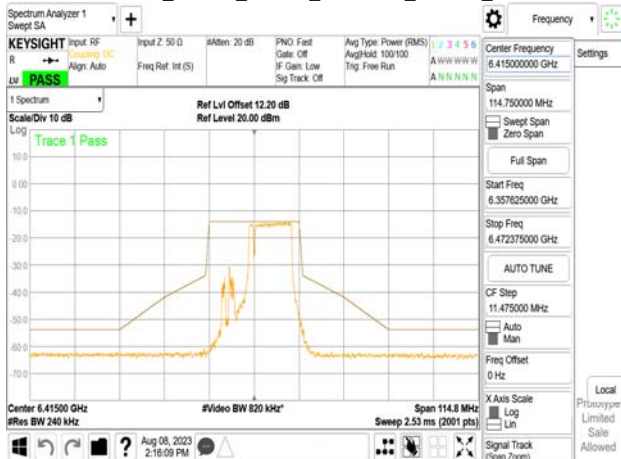 Spectrum Analyzer 1
Swept SA
Frequency
KEYSIGHT
Input: RF
Coupling: DC
Align: Auto
Input Z: 50 Ω
Freq Ref: Int (S)
#Atten: 20 dB
PNO: Fast
Gate: Off
IF Gain: Low
Sig Track: Off
Avg Type: Power (RMS)
Avg|Hold: 100/100
Trig: Free Run
1 2 3 4 5 6
A W W W W W
A N N N N N
R
LV PASS
Center Frequency
6.415000000 GHz
Settings
Span
114.750000 MHz
Swept Span
Zero Span
Full Span
Start Freq
6.357625000 GHz
Stop Freq
6.472375000 GHz
AUTO TUNE
CF Step
11.475000 MHz
Auto
Man
Freq Offset
0 Hz
X Axis Scale
Log
Lin
Signal Track
(Span Zoom)
Local
Prototype
Limited
Sale
Allowed
1 Spectrum
Scale/Div 10 dB
Ref Lvl Offset 12.20 dB
Ref Level 20.00 dBm
Log
Trace 1 Pass
10.0
0.00
-10.0
-20.0
-30.0
-40.0
-50.0
-60.0
-70.0
Center 6.41500 GHz
#Res BW 240 kHz
#Video BW 820 kHz*
Span 114.8 MHz
Sweep 2.53 ms (2001 pts)
Aug 08, 2023
2:16:09 PM